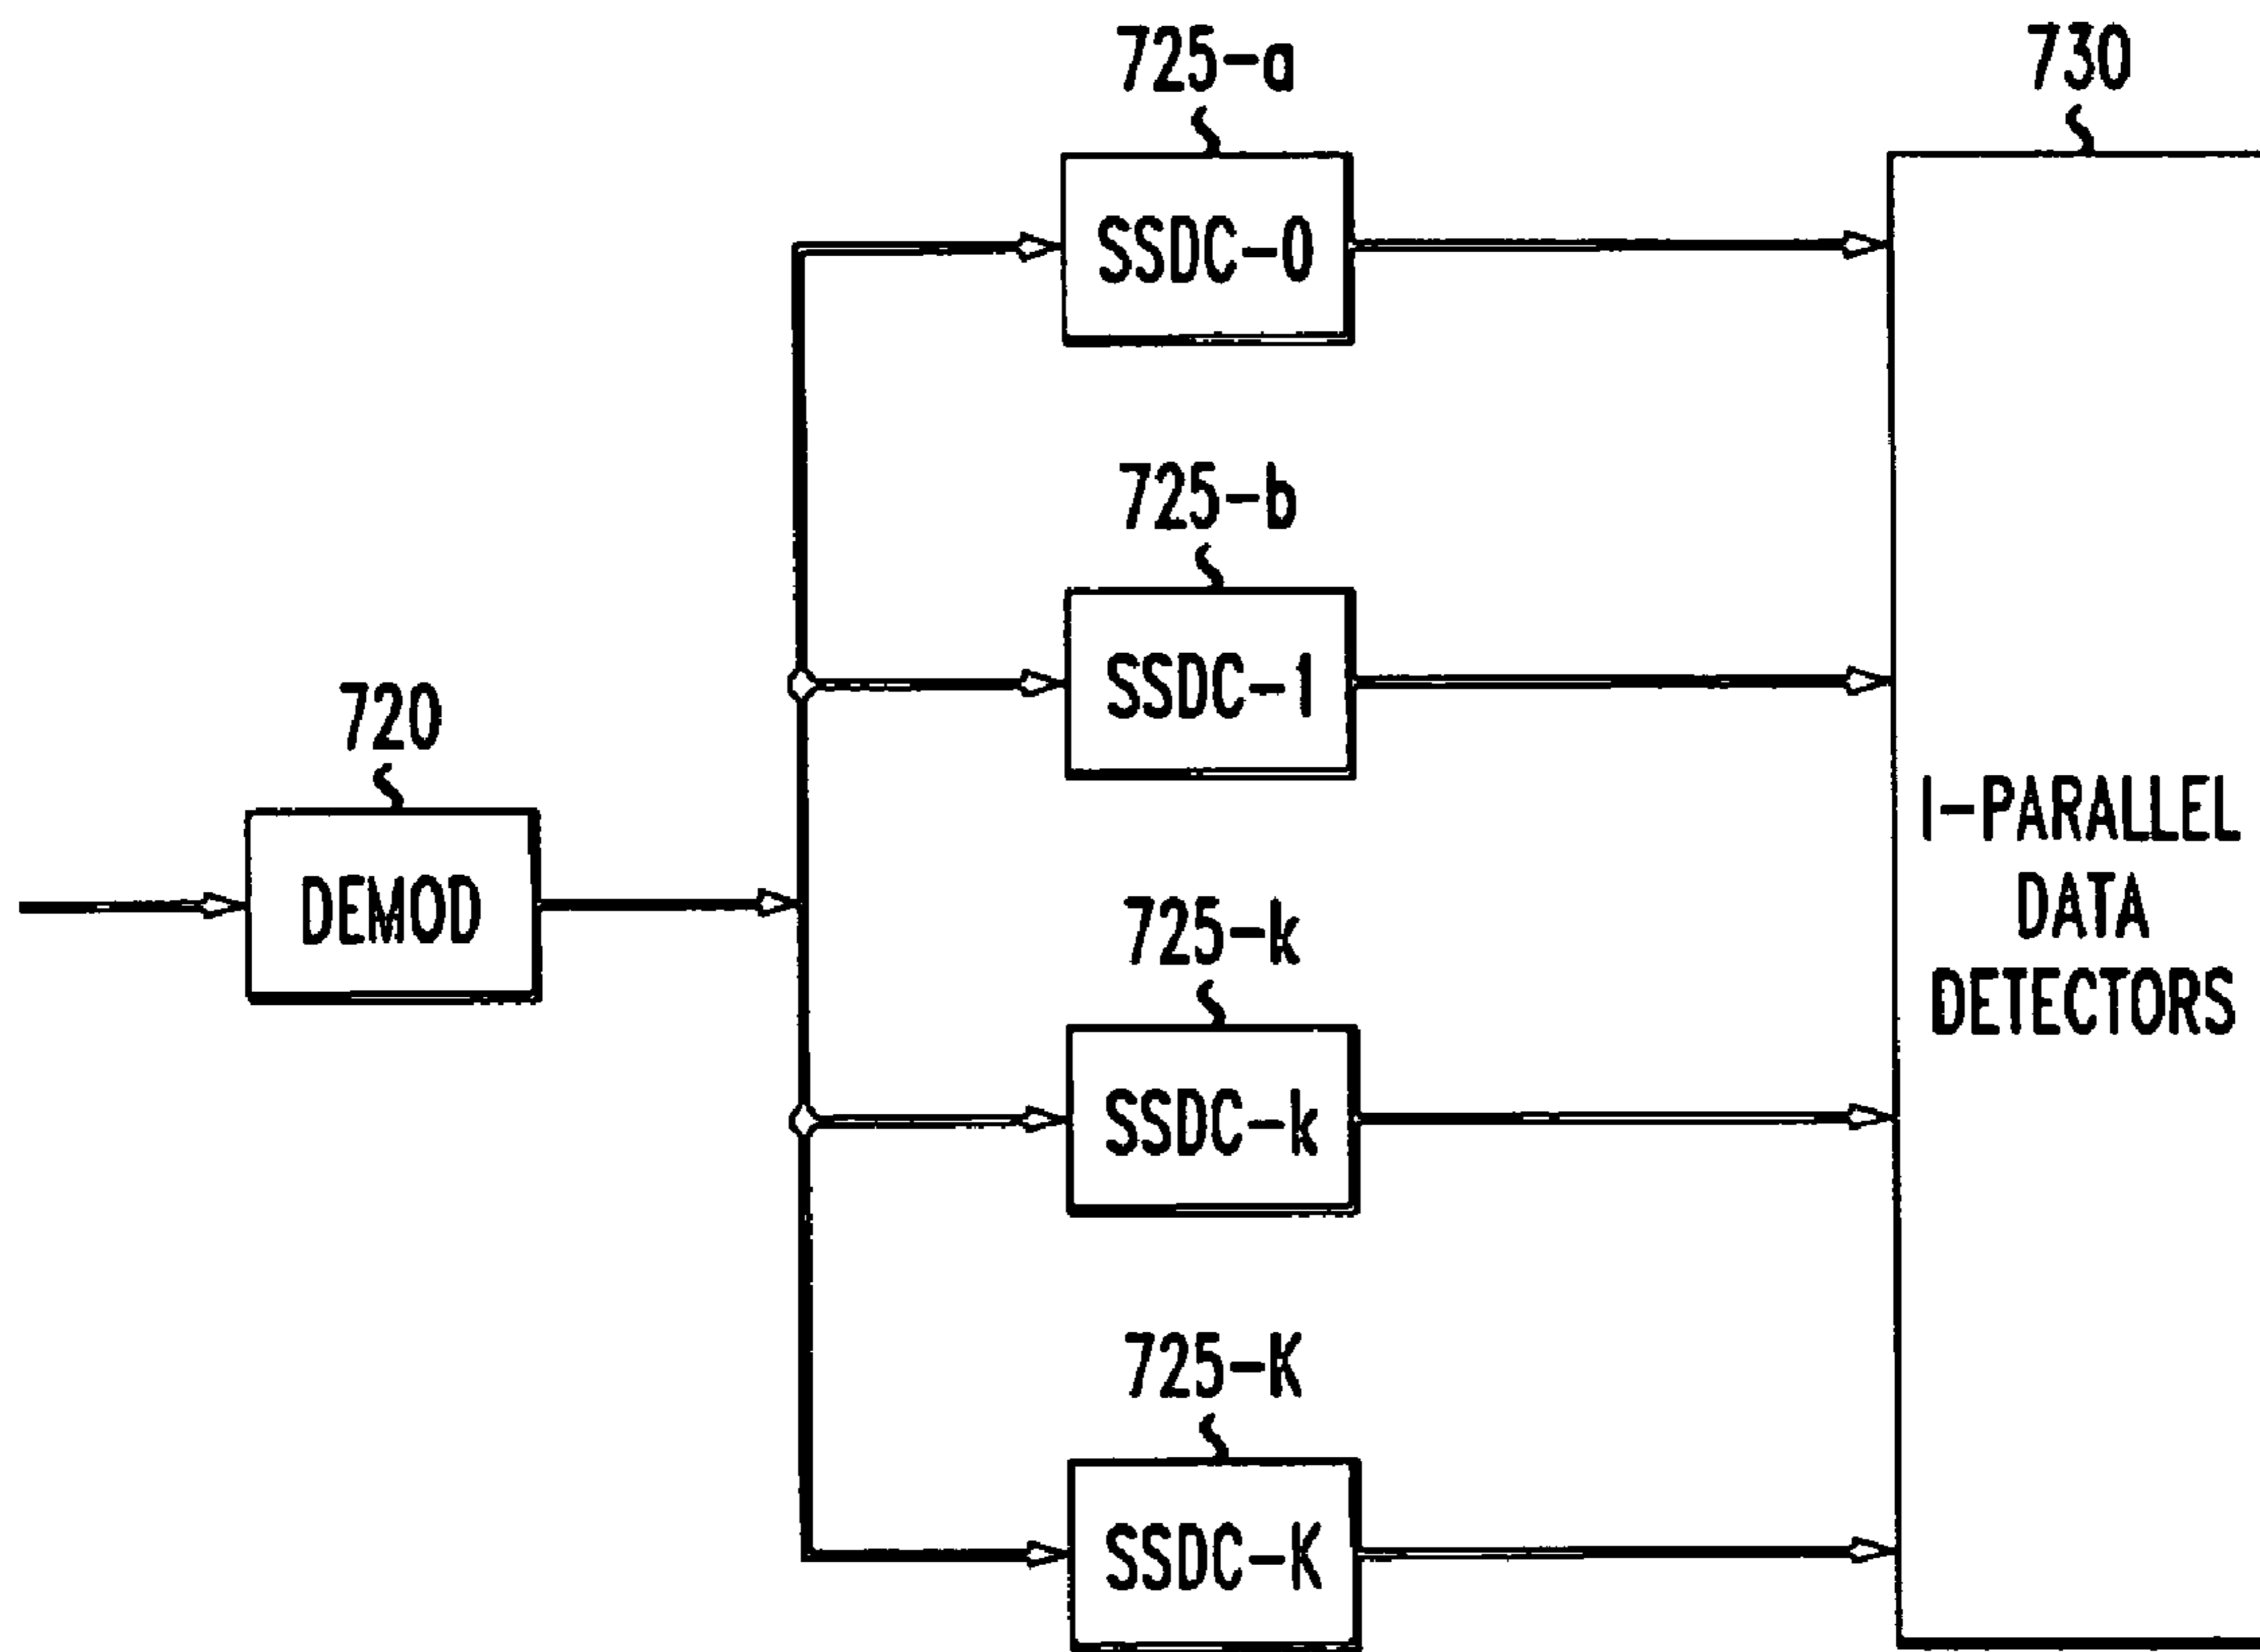 725-a
730
SSDC-0
725-b
SSDC-1
720
DEMOD
I-PARALLEL
DATA
DETECTORS
725-k
SSDC-k
725-K
SSDC-K